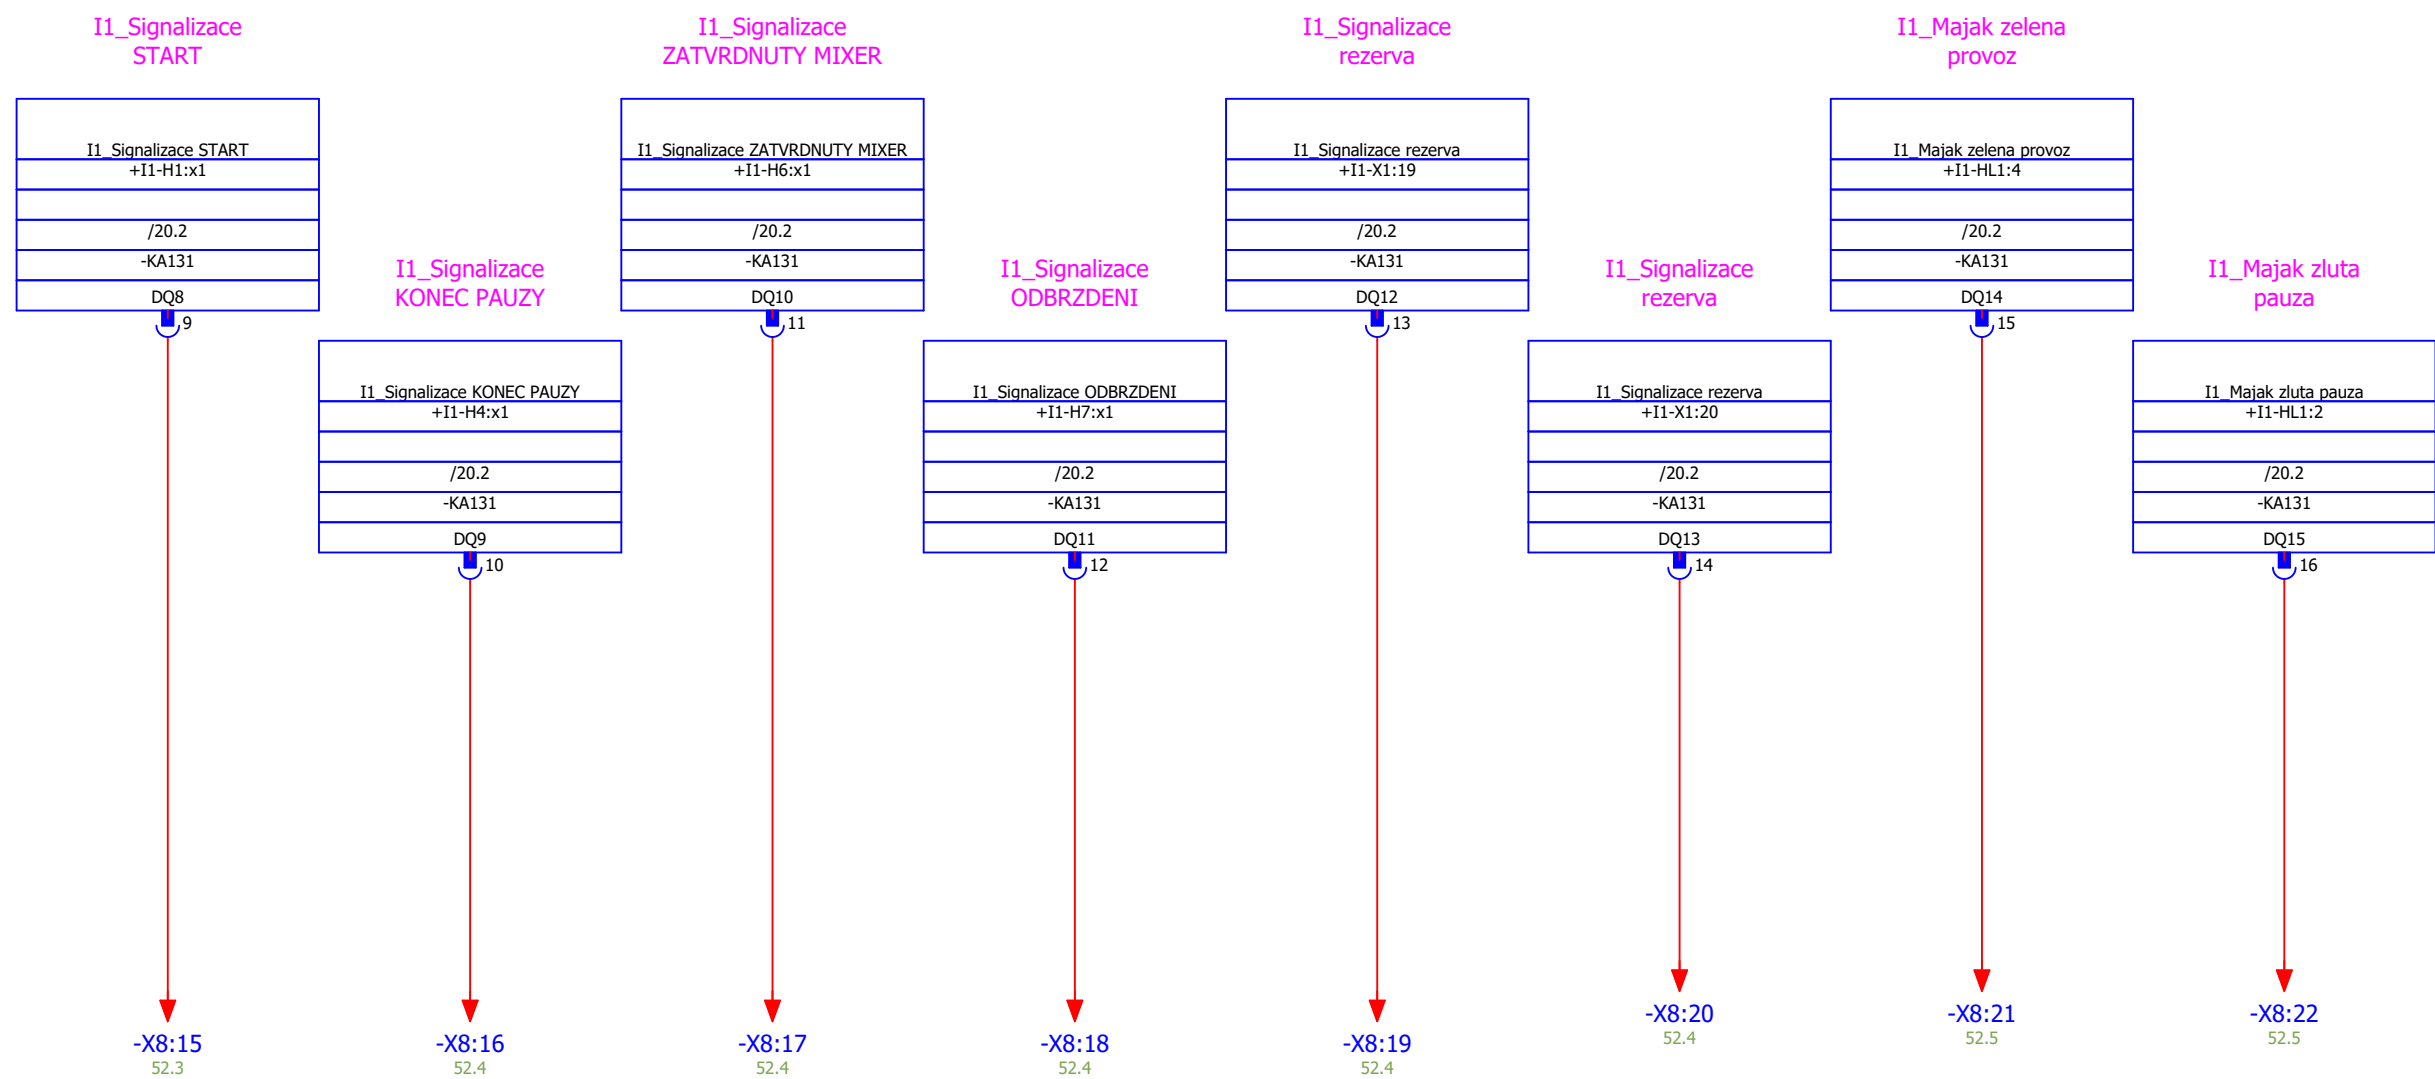 I1_Signalizace
START
I1_Signalizace
ZATVRDNUTY MIXER
I1_Signalizace
rezerva
I1_Majak zelena
provoz
I1_Signalizace START
+I1-H1:x1
/20.2
-KA131
DQ8
9
I1_Signalizace ZATVRDNUTY MIXER
+I1-H6:x1
/20.2
-KA131
DQ10
11
I1_Signalizace rezerva
+I1-X1:19
/20.2
-KA131
DQ12
13
I1_Majak zelena provoz
+I1-HL1:4
/20.2
-KA131
DQ14
15
I1_Signalizace
KONEC PAUZY
I1_Signalizace
ODBRZDENI
I1_Signalizace
rezerva
I1_Majak zluta
pauza
I1_Signalizace KONEC PAUZY
+I1-H4:x1
/20.2
-KA131
DQ9
10
I1_Signalizace ODBRZDENI
+I1-H7:x1
/20.2
-KA131
DQ11
12
I1_Signalizace rezerva
+I1-X1:20
/20.2
-KA131
DQ13
14
I1_Majak zluta pauza
+I1-HL1:2
/20.2
-KA131
DQ15
16
-X8:15
52.3
-X8:16
52.4
-X8:17
52.4
-X8:18
52.4
-X8:19
52.4
-X8:20
52.4
-X8:21
52.5
-X8:22
52.5